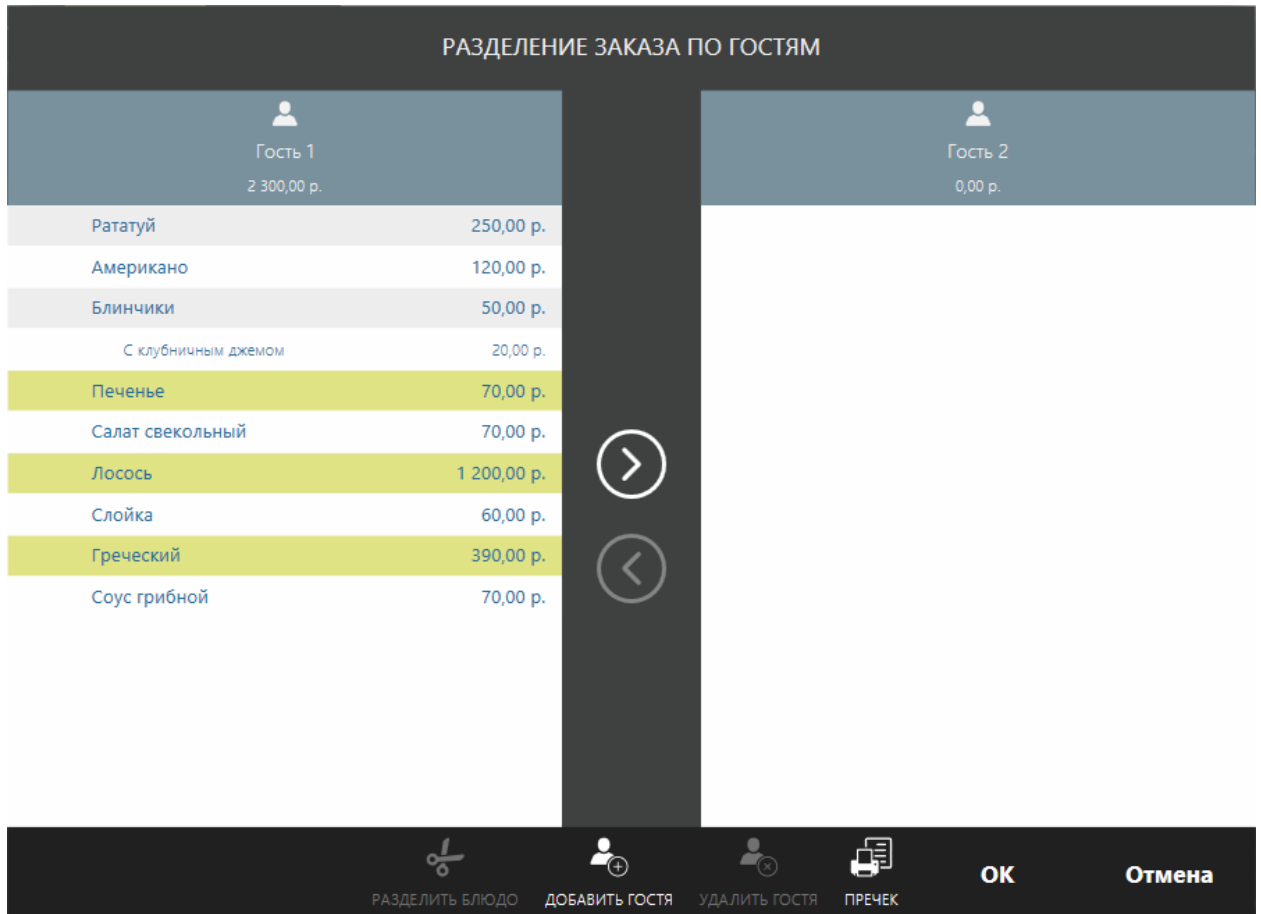 РАЗДЕЛЕНИЕ ЗАКАЗА ПО ГОСТЯМ
Гость 1
2 300,00 р.
Гость 2
0,00 р.
Рататуй 250,00 р.
Американо 120,00 р.
Блинчики 50,00 р.
С клубничным джемом 20,00 р.
Печенье 70,00 р.
Салат свекольный 70,00 р.
Лосось 1 200,00 р.
Слойка 60,00 р.
Греческий 390,00 р.
Соус грибной 70,00 р.
РАЗДЕЛИТЬ БЛЮДО ДОБАВИТЬ ГОСТЯ УДАЛИТЬ ГОСТЯ ПРЕЧЕК ОК Отмена